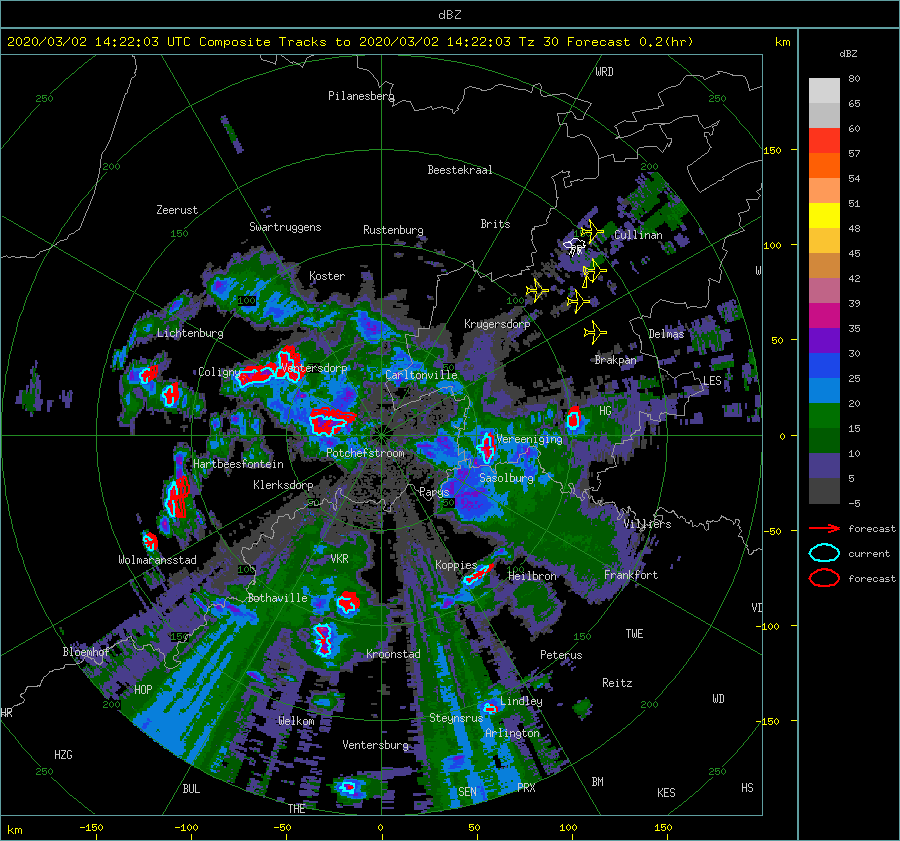 dBZ
2020/03/02 14:22:03 UTC Composite Tracks to 2020/03/02 14:22:03 Tz 30 Forecast 0.2(hr)
km
dBZ
WRD
80
250
Pilanesberg
250
65
60
150
57
200
Beestekraal
200
54
Zeerust
51
Swartruggens
Brits
150
Rustenburg
Cullinan
48
100
45
Koster
W
42
100
100
39
Krugersdorp
Lichtenburg
Delmas
35
50
Brakpan
30
Coligny
Ventersdorp
Carltonville
LES
25
20
HG
15
Vereeniging
0
Potchefstroom
10
Hartbeesfontein
Sasolburg
5
Klerksdorp
Parys
50
50
-5
Villiers
forecast
-50
current
Wolmaransstad
VKR
Koppies
100
100
Heilbron
Frankfort
forecast
Bothaville
VI
-100
150
150
TWE
Bloemhof
Kroonstad
Peterus
HOP
Reitz
WD
200
Lindley
200
HR
Steynsrus
Welkom
-150
Arlington
Ventersburg
HZG
250
250
BM
BUL
SEN
PRX
KES
HS
THE
km
-150
-100
-50
0
50
100
150